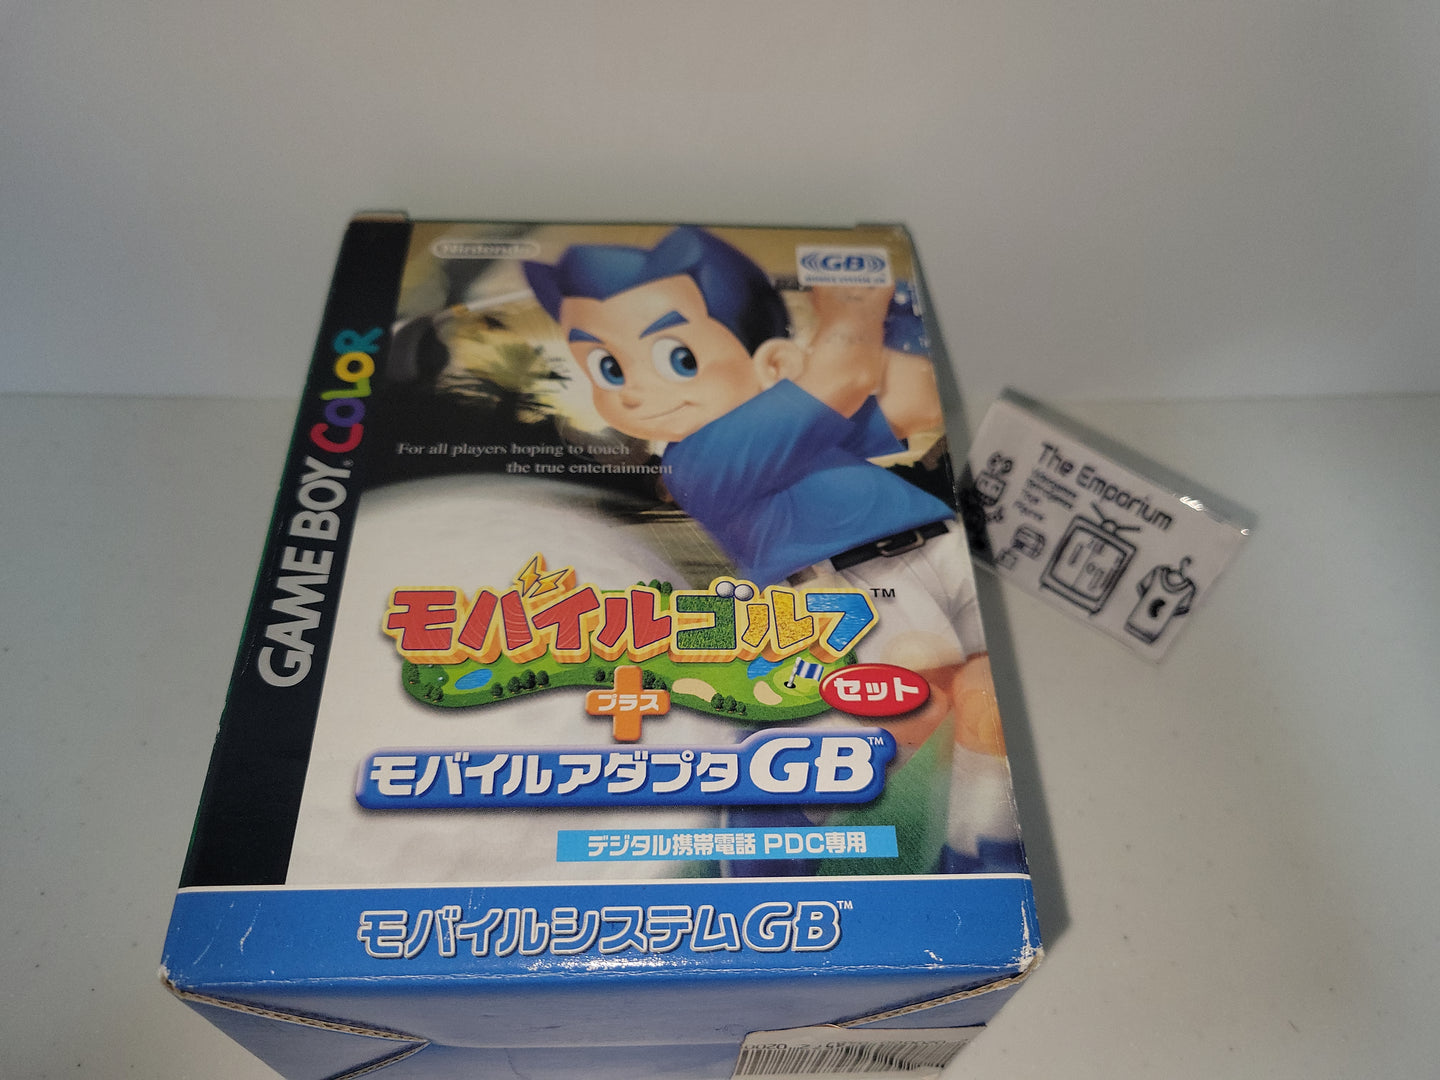 Nintendo
GB
GAME BOY COLOR
For all players hoping to touch
the true entertainment
モバイルゴルフ™
プラス
セット
モバイルアダプタGB™
デジタル携帯電話 PDC専用
モバイルシステムGB™
The Emporium